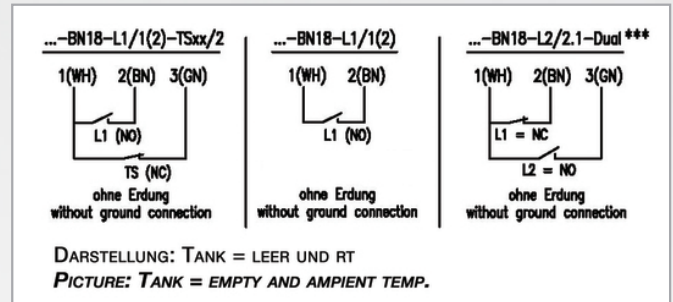 ...-BN18-L1/1(2)-TSxx/2
1(WH) 2(BN) 3(GN)
L1 (NO)
TS (NC)
ohne Erdung
without ground connection
...-BN18-L1/1(2)
1(WH) 2(BN)
L1 (NO)
ohne Erdung
without ground connection
...-BN18-L2/2.1-Dual ***
1(WH) 2(BN) 3(GN)
L1 = NC
L2 = NO
ohne Erdung
without ground connection
DARSTELLUNG: TANK = LEER UND RT
PICTURE: TANK = EMPTY AND AMPIENT TEMP.